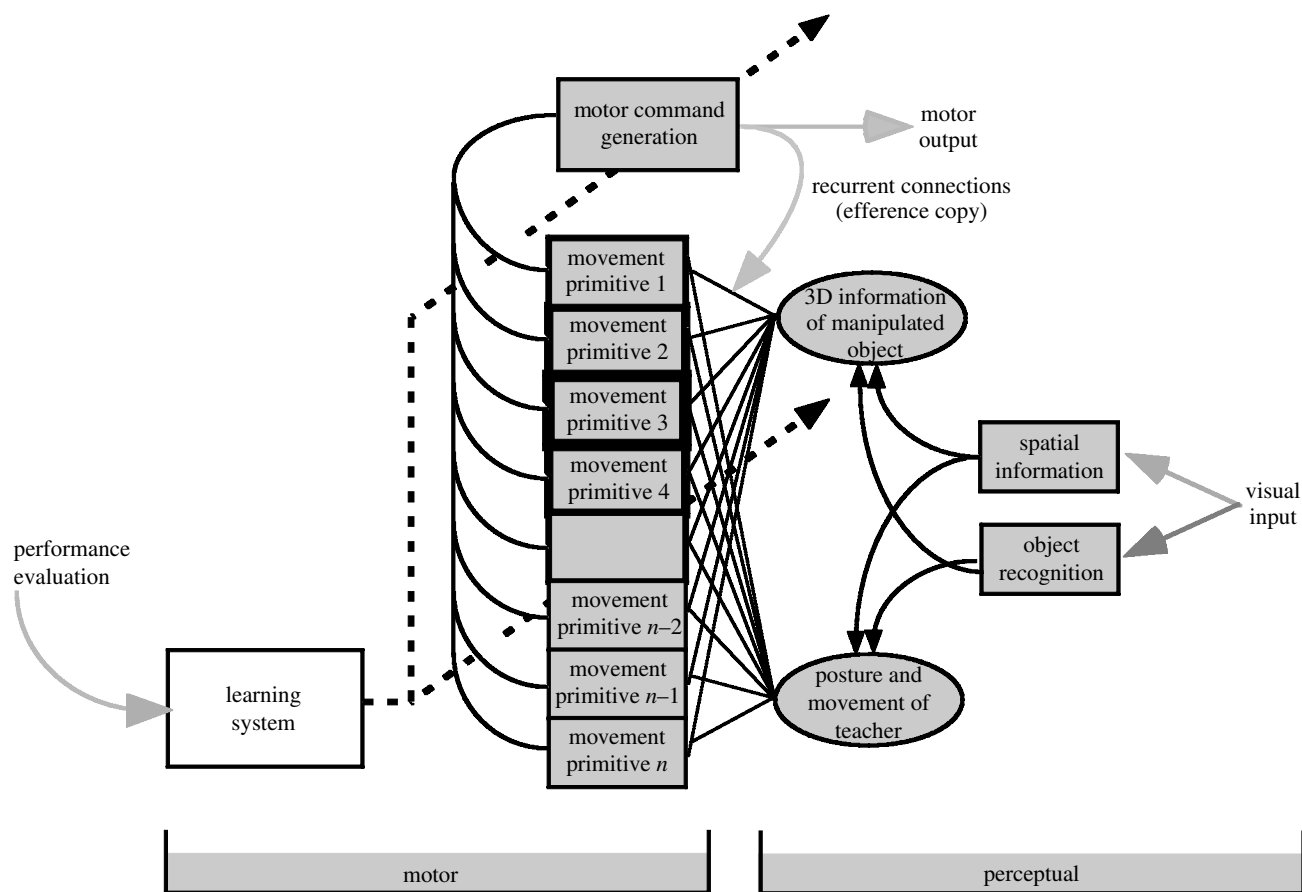 motor command
generation
motor
output
recurrent connections
(efference copy)
movement
primitive 1
movement
primitive 2
movement
primitive 3
movement
primitive 4
movement
primitive n–2
movement
primitive n–1
movement
primitive n
3D information
of manipulated
object
spatial
information
object
recognition
visual
input
posture and
movement of
teacher
performance
evaluation
learning
system
motor
perceptual